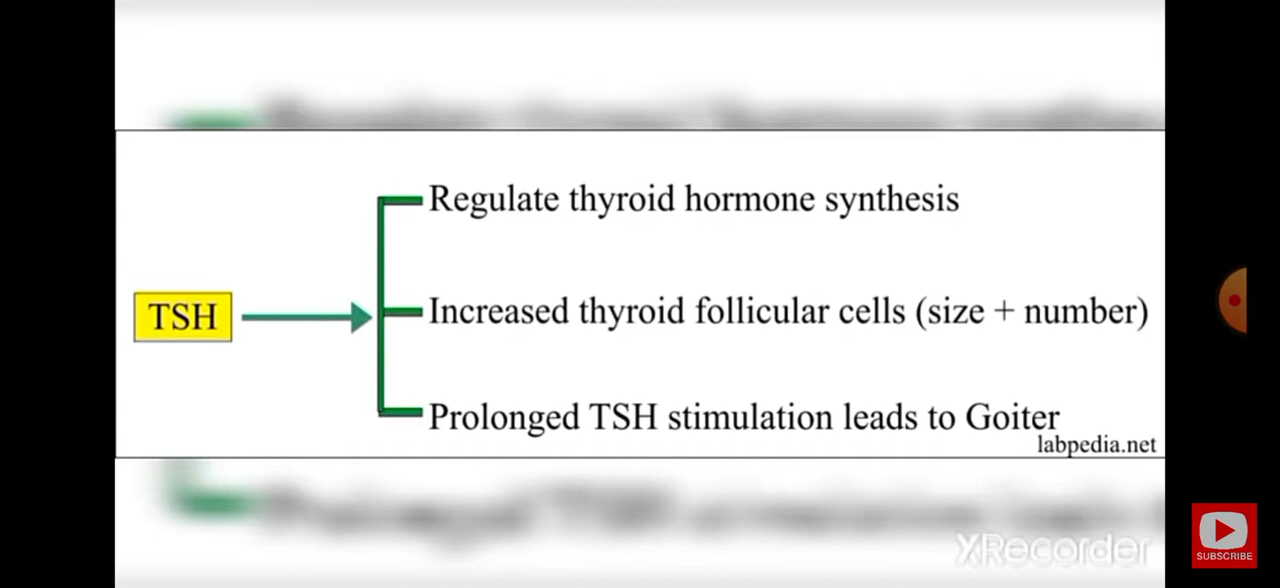 Regulate thyroid hormone synthesis
TSH
Increased thyroid follicular cells (size + number)
Prolonged TSH stimulation leads to Goiter
labpedia.net
XRecorder
SUBSCRIBE